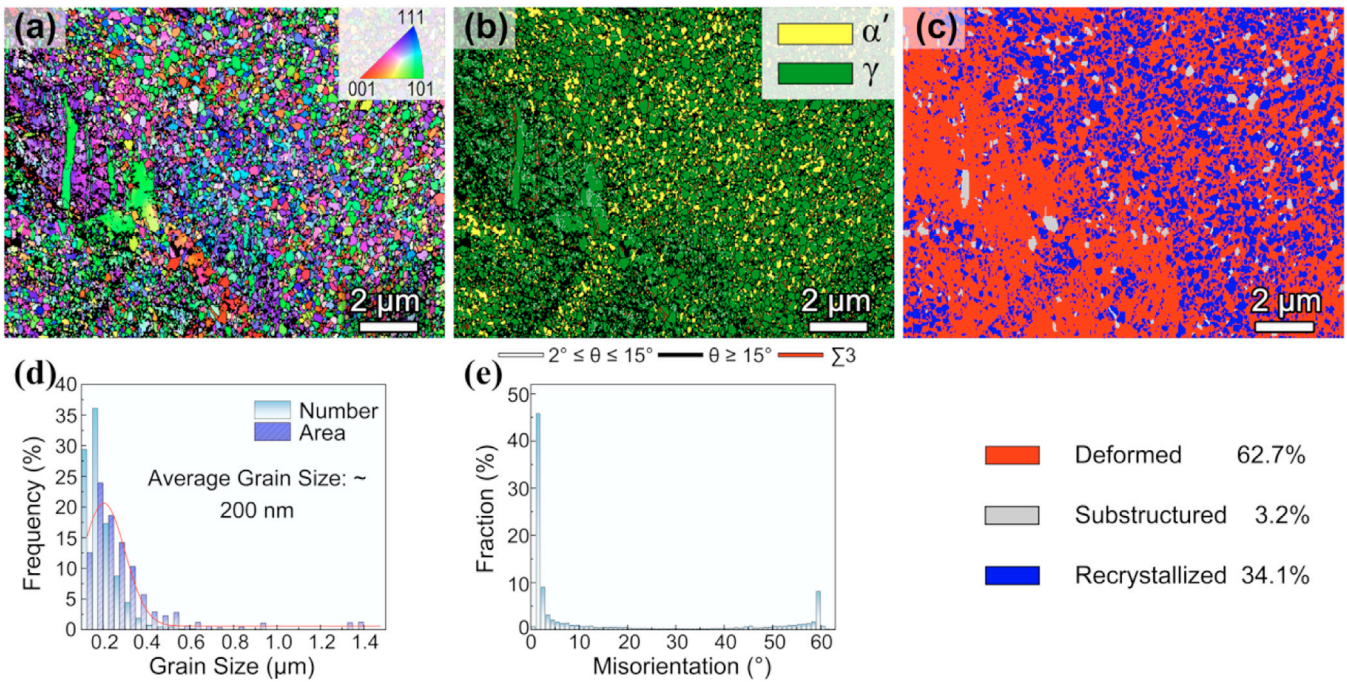 (a)
111
001 101
2 μm
(b)
α′
γ
2 μm
(c)
2 μm
2° ≤ θ ≤ 15° θ ≥ 15° ∑3
(d)
40
35
30
25
20
15
10
5
0
Frequency (%)
Number
Area
Average Grain Size: ~
200 nm
0.2 0.4 0.6 0.8 1.0 1.2 1.4
Grain Size (μm)
(e)
50
40
30
20
10
0
Fraction (%)
0 10 20 30 40 50 60
Misorientation (°)
Deformed 62.7%
Substructured 3.2%
Recrystallized 34.1%